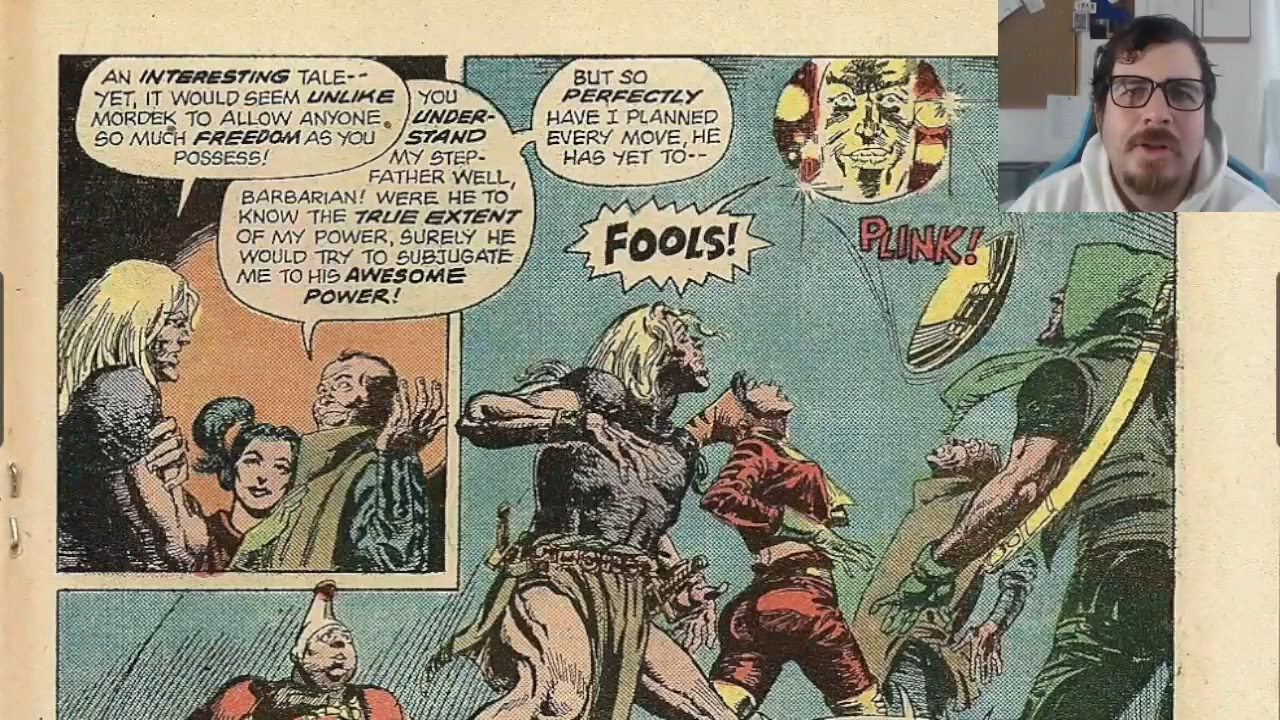 AN INTERESTING TALE--
YET, IT WOULD SEEM UNLIKE
MORDEK TO ALLOW ANYONE
SO MUCH FREEDOM AS YOU
POSSESS!
YOU
UNDER-
STAND
MY STEP-
FATHER WELL,
BARBARIAN! WERE HE TO
KNOW THE TRUE EXTENT
OF MY POWER, SURELY HE
WOULD TRY TO SUBJUGATE
ME TO HIS AWESOME
POWER!
BUT SO
PERFECTLY
HAVE I PLANNED
EVERY MOVE, HE
HAS YET TO--
FOOLS!
PLINK!